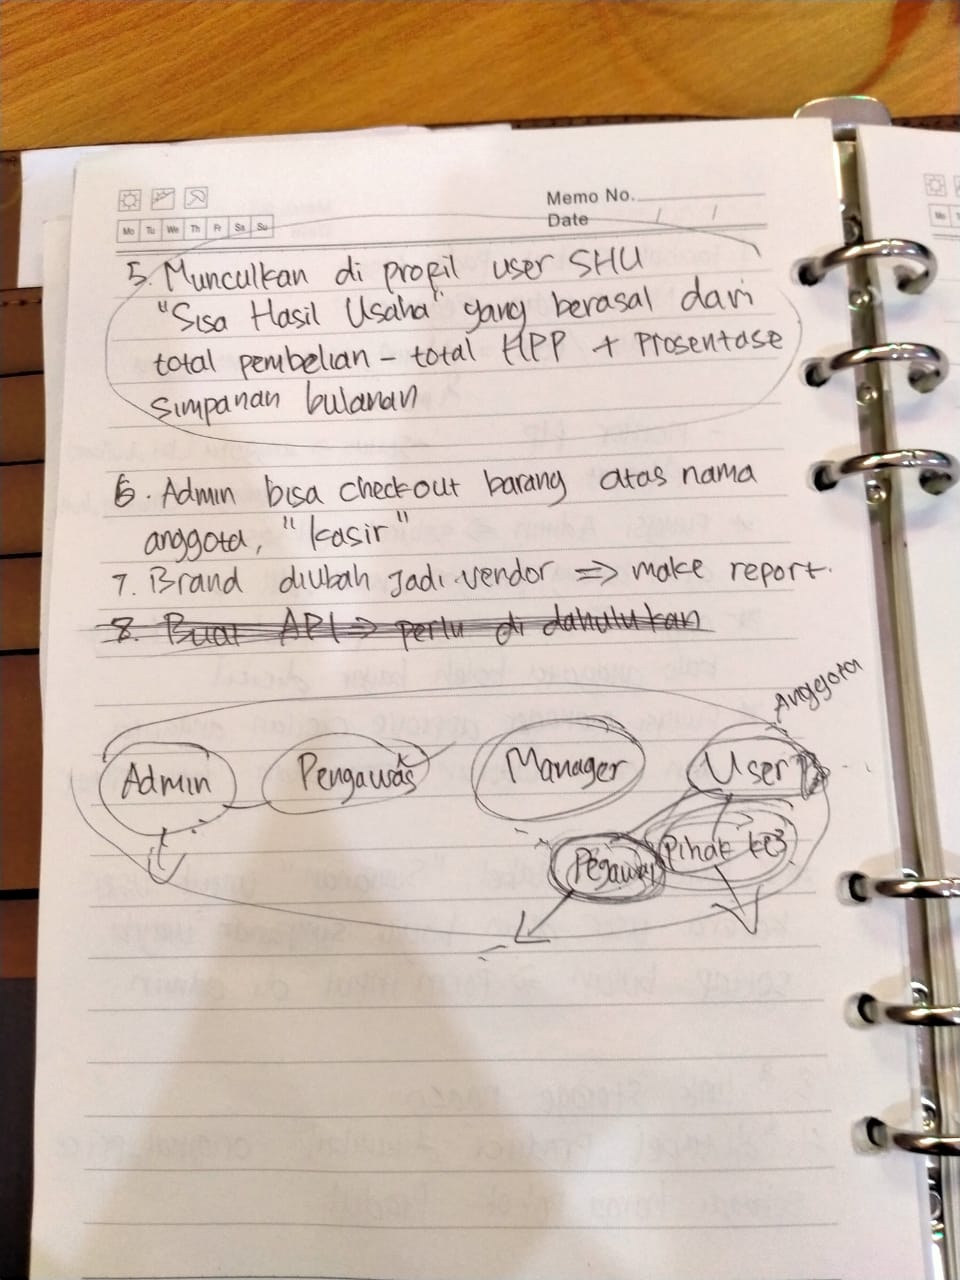 Memo No.
Date / /
Mo Tu We Th Fr Sa Su
5. Munculkan di profil user SHU
"Sisa Hasil Usaha" yang berasal dari
total pembelian - total HPP + Prosentase
simpanan bulanan
6. Admin bisa checkout barang atas nama
anggota, "kasir"
7. Brand diubah jadi vendor => make report.
8. Buat API => perlu di dahulukan
Anggota
Admin Pengawas Manager User
Pegawai Pihak ke3